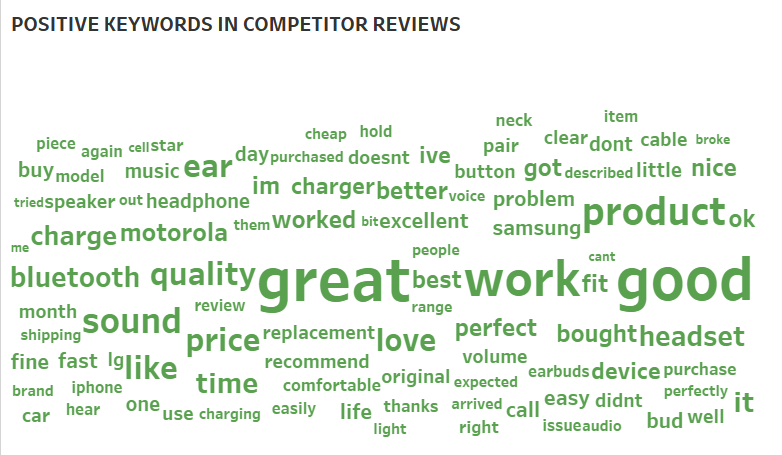 POSITIVE KEYWORDS IN COMPETITOR REVIEWS
neck item
cheap hold
piece again cell star pair clear dont cable broke
buy model music ear day purchased doesnt ive button got described little nice
tried speaker out headphone im charger better voice problem product ok
me charge motorola them worked bit excellent samsung
people cant
bluetooth quality great best work fit good
month sound review range
shipping price replacement love perfect bought headset
fine fast lg like recommend volume
brand iphone time comfortable original expected earbuds device purchase
car hear one use charging easily life thanks arrived call easy didnt perfectly it
light right issue audio bud well